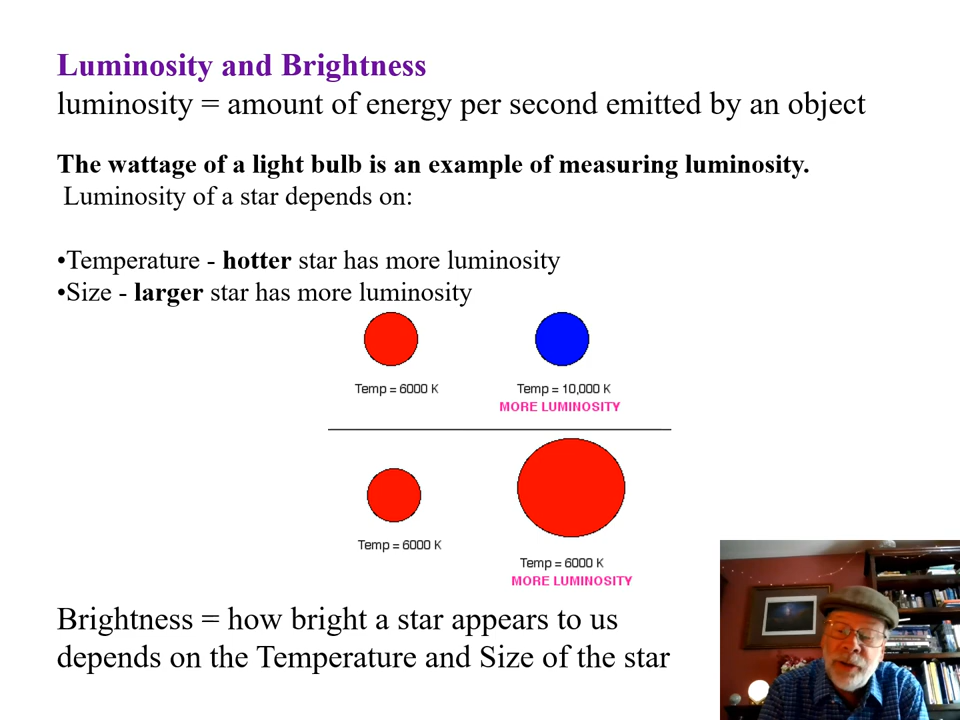 Luminosity and Brightness
luminosity = amount of energy per second emitted by an object
The wattage of a light bulb is an example of measuring luminosity.
Luminosity of a star depends on:
•Temperature - hotter star has more luminosity
•Size - larger star has more luminosity
Temp = 6000 K
Temp = 10,000 K
MORE LUMINOSITY
Temp = 6000 K
Temp = 6000 K
MORE LUMINOSITY
Brightness = how bright a star appears to us
depends on the Temperature and Size of the star